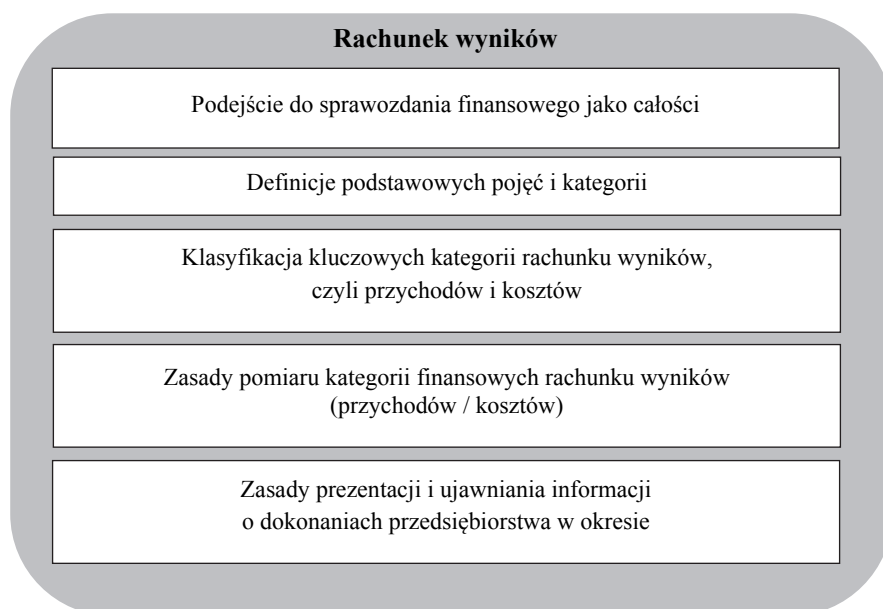 Rachunek wyników
Podejście do sprawozdania finansowego jako całości
Definicje podstawowych pojęć i kategorii
Klasyfikacja kluczowych kategorii rachunku wyników,
czyli przychodów i kosztów
Zasady pomiaru kategorii finansowych rachunku wyników
(przychodów / kosztów)
Zasady prezentacji i ujawniania informacji
o dokonaniach przedsiębiorstwa w okresie